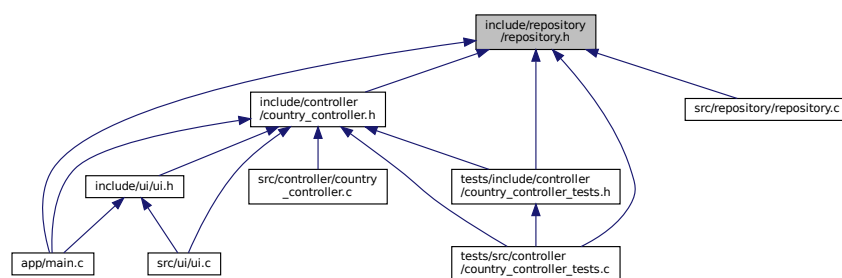 include/repository
/repository.h
include/controller
/country_controller.h
src/repository/repository.c
include/ui/ui.h
src/controller/country
_controller.c
tests/include/controller
/country_controller_tests.h
app/main.c
src/ui/ui.c
tests/src/controller
/country_controller_tests.c